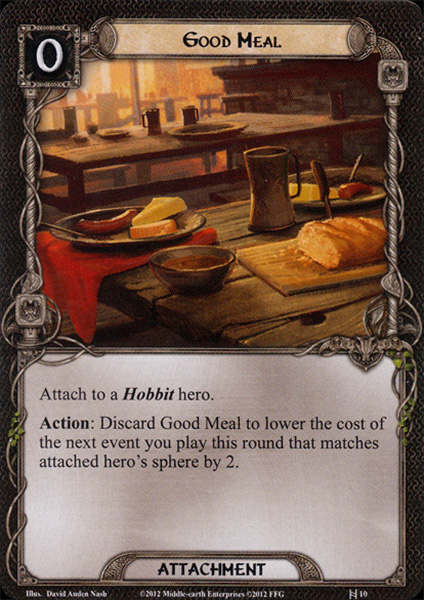 0
GOOD MEAL
Attach to a Hobbit hero.
Action: Discard Good Meal to lower the cost of
the next event you play this round that matches
attached hero's sphere by 2.
ATTACHMENT
Illus. David Auden Nash ©2012 Middle-earth Enterprises ©2012 FFG 10